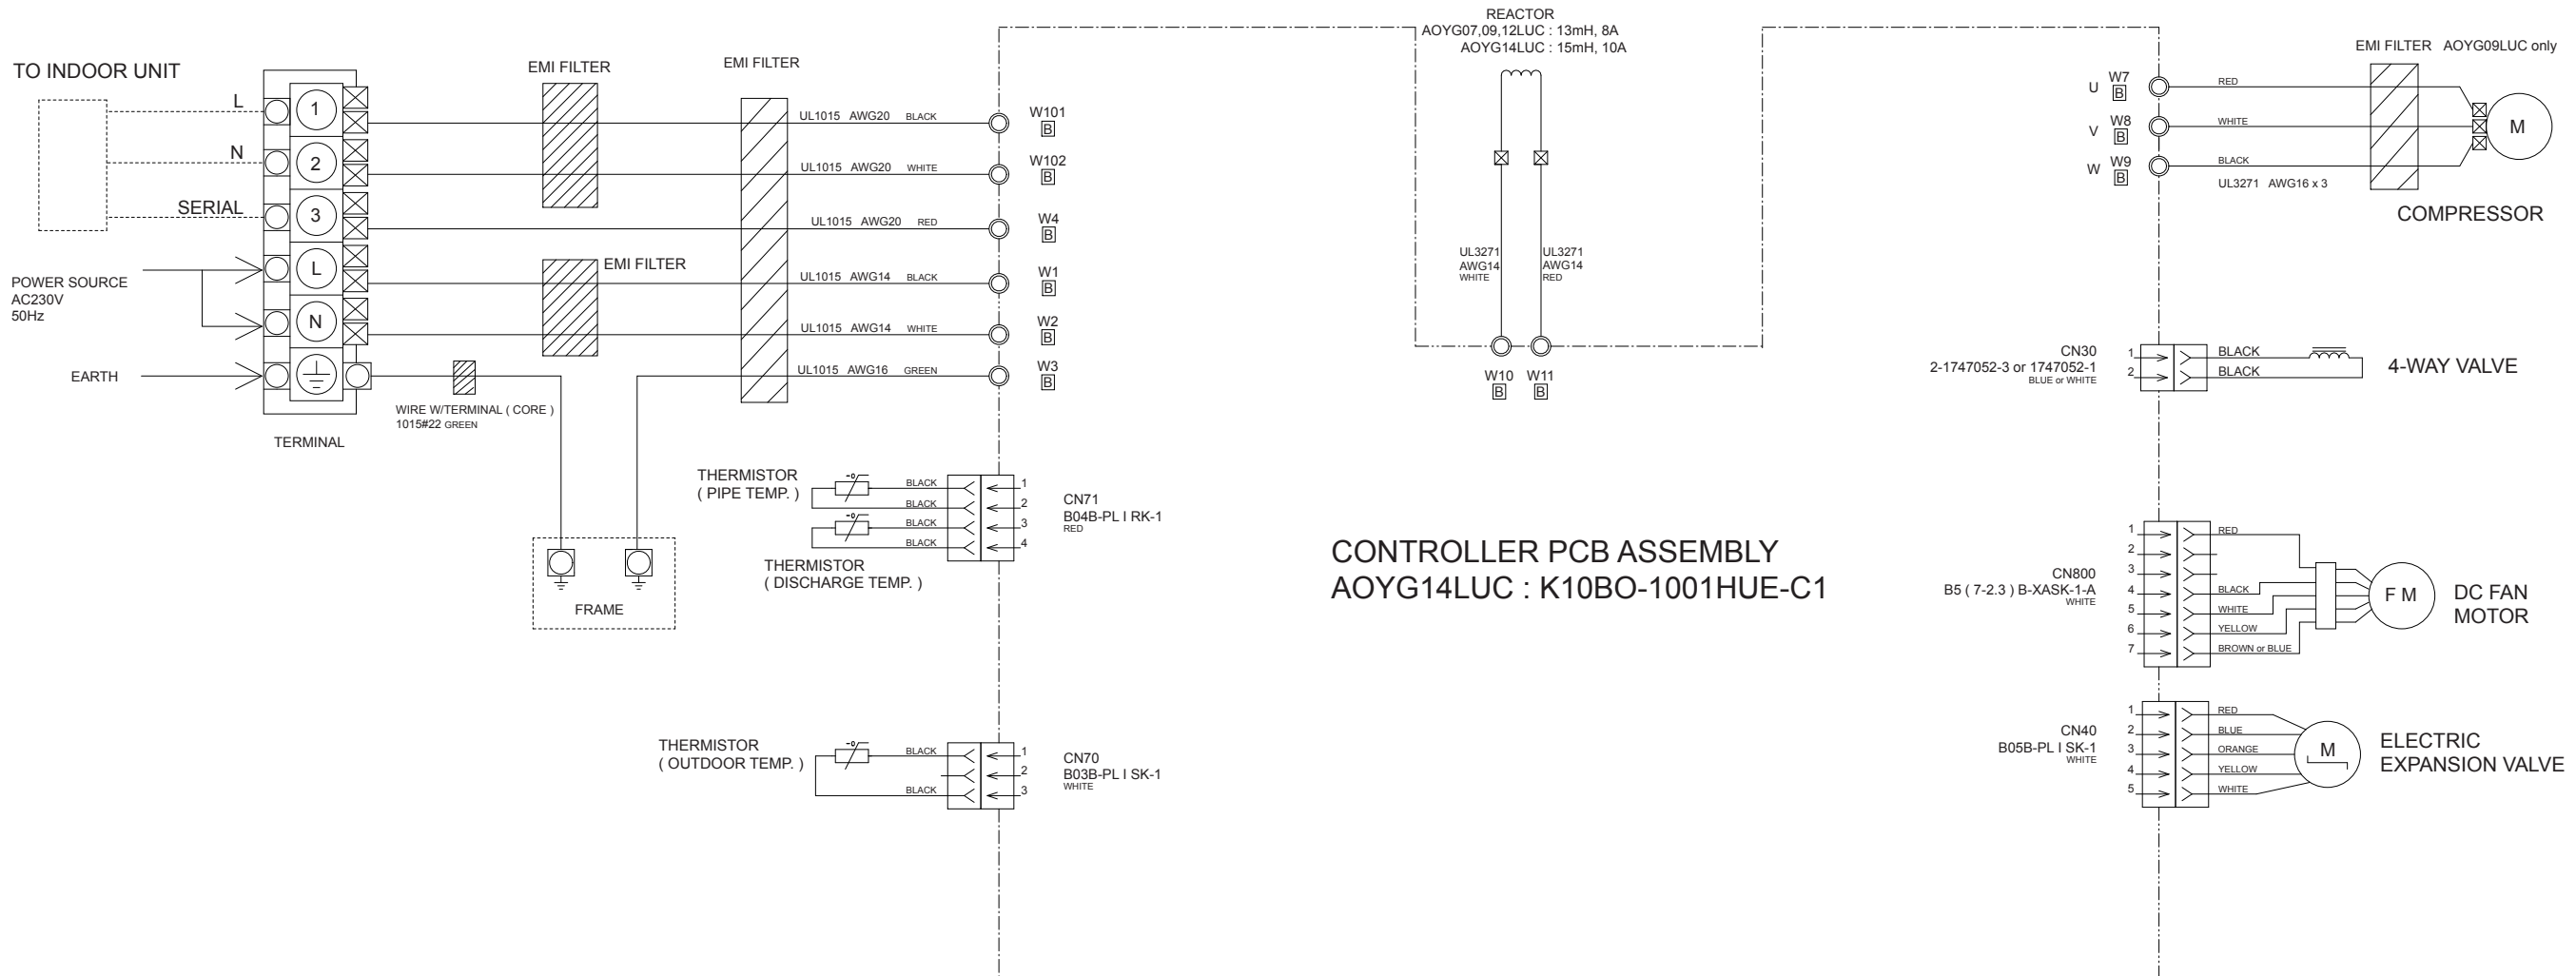 REACTOR
AOYG07,09,12LUC : 13mH, 8A
AOYG14LUC : 15mH, 10A
TO INDOOR UNIT
L
N
SERIAL
POWER SOURCE
AC230V
50Hz
EARTH
1
2
3
L
N
TERMINAL
EMI FILTER
EMI FILTER
EMI FILTER
WIRE W/TERMINAL ( CORE )
1015#22 GREEN
FRAME
UL1015 AWG20 BLACK
W101
B
UL1015 AWG20 WHITE
W102
B
UL1015 AWG20 RED
W4
B
UL1015 AWG14 BLACK
W1
B
UL1015 AWG14 WHITE
W2
B
UL1015 AWG16 GREEN
W3
B
THERMISTOR
( PIPE TEMP. )
BLACK
BLACK
BLACK
BLACK
1
2
3
4
CN71
B04B-PL I RK-1
RED
THERMISTOR
( DISCHARGE TEMP. )
THERMISTOR
( OUTDOOR TEMP. )
BLACK
BLACK
1
2
3
CN70
B03B-PL I SK-1
WHITE
UL3271
AWG14
WHITE
UL3271
AWG14
RED
W10
B
W11
B
CONTROLLER PCB ASSEMBLY
AOYG14LUC : K10BO-1001HUE-C1
EMI FILTER AOYG09LUC only
U
W7
B
RED
V
W8
B
WHITE
W
W9
B
BLACK
UL3271 AWG16 x 3
M
COMPRESSOR
CN30
2-1747052-3 or 1747052-1
BLUE or WHITE
1
2
BLACK
BLACK
4-WAY VALVE
CN800
B5 ( 7-2.3 ) B-XASK-1-A
WHITE
1
2
3
4
5
6
7
RED
BLACK
WHITE
YELLOW
BROWN or BLUE
F M
DC FAN
MOTOR
CN40
B05B-PL I SK-1
WHITE
1
2
3
4
5
RED
BLUE
ORANGE
YELLOW
WHITE
M
ELECTRIC
EXPANSION VALVE